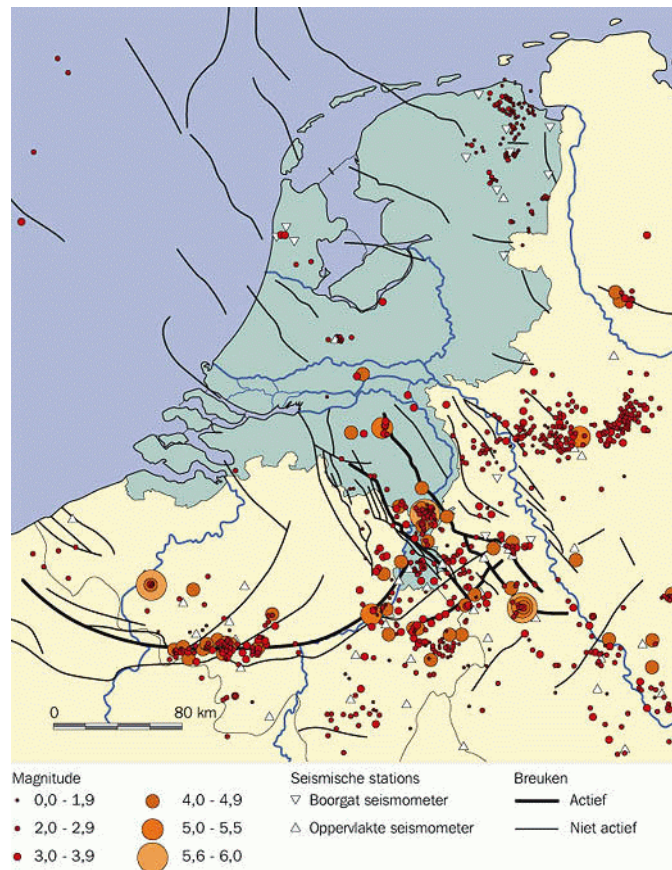 0 80 km
Magnitude
0,0 - 1,9
2,0 - 2,9
3,0 - 3,9
4,0 - 4,9
5,0 - 5,5
5,6 - 6,0
Seismische stations
Boorgat seismometer
Oppervlakte seismometer
Breuken
Actief
Niet actief